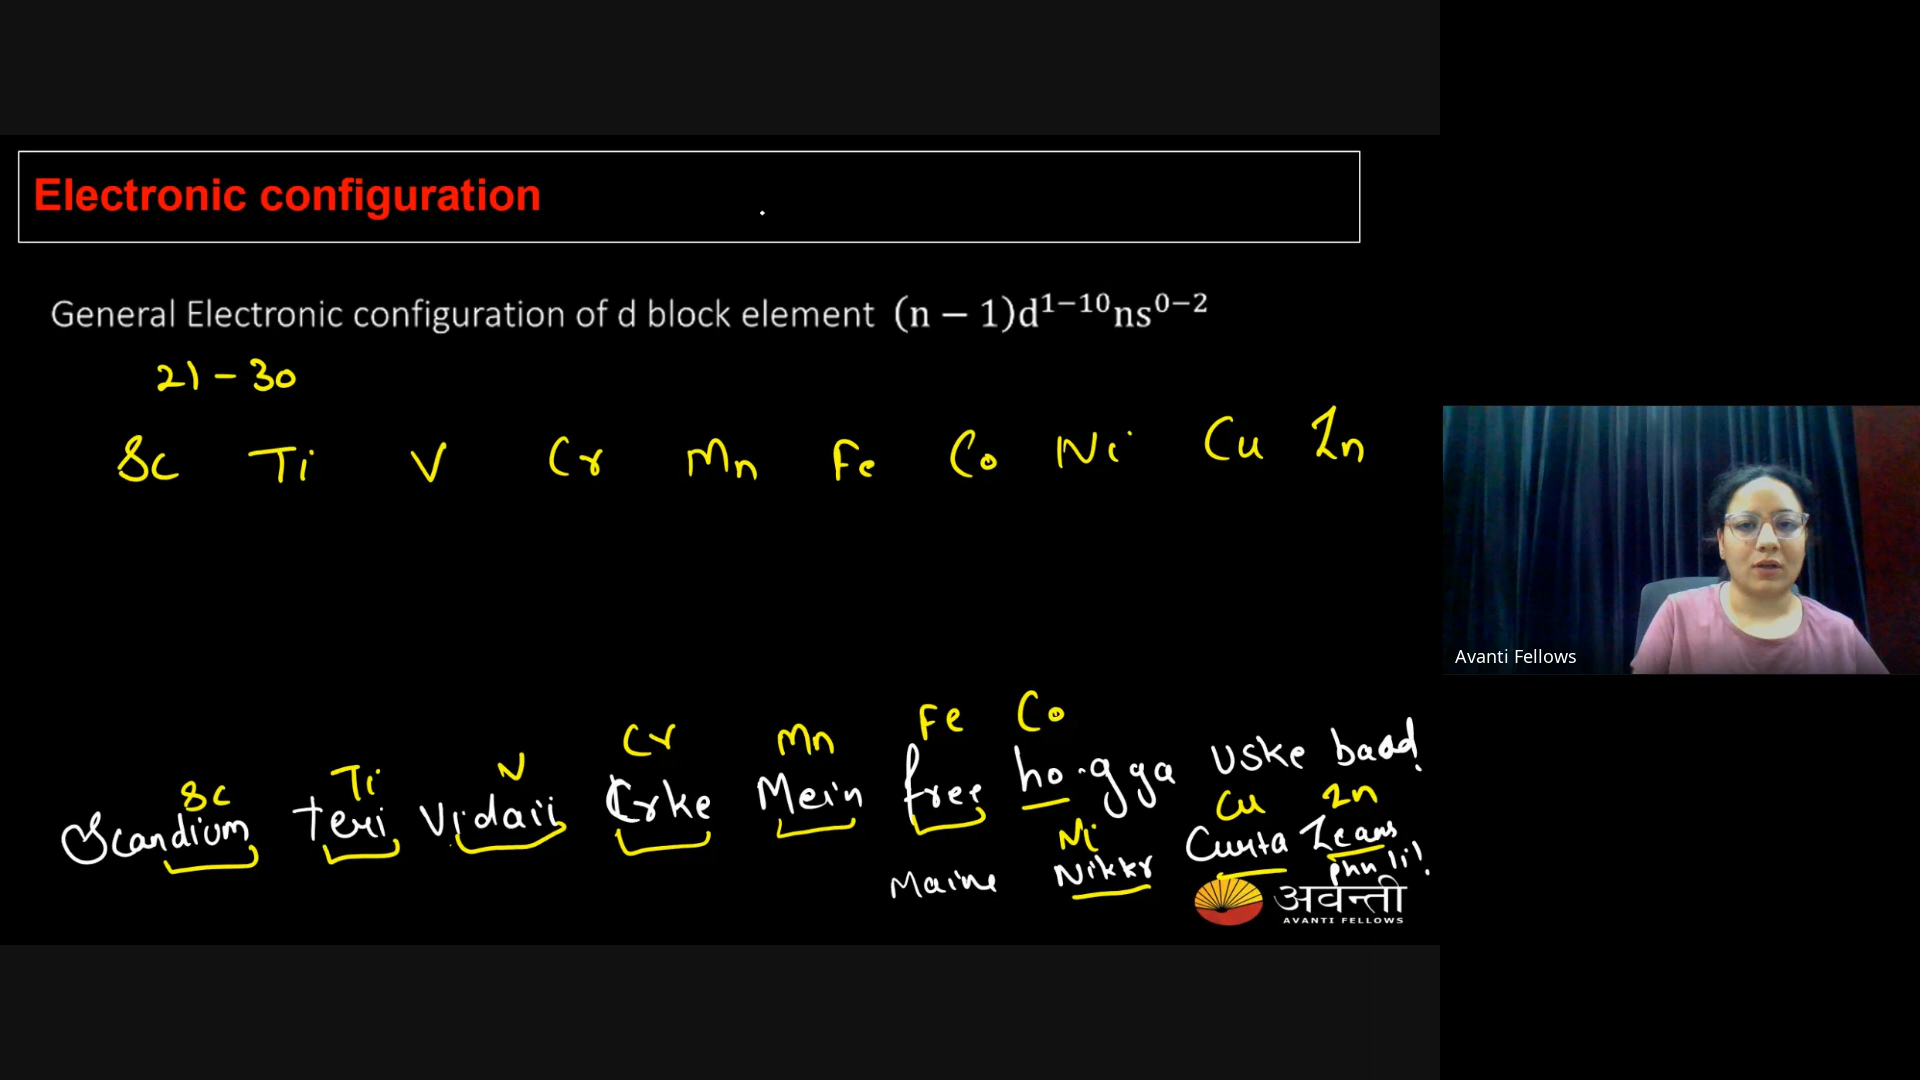 Electronic configuration
General Electronic configuration of d block element (n − 1)d¹⁻¹⁰ns⁰⁻²
21 - 30
Sc Ti V Cr Mn Fe Co Ni Cu Zn
Sc Ti V Cr Mn Fe Co
Scandium Teri Vidaii Crke Mein free ho.gga Uske baad!
Ni Cu Zn
Maine Nikkr Curta Zeans
phn li!
अवन्ती
AVANTI FELLOWS
Avanti Fellows